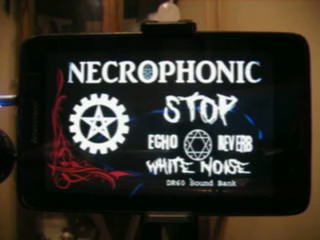 NECROPHONIC
STOP
ECHO REVERB
WHITE NOISE
DR60 Sound Bank